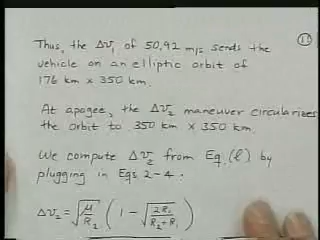 (11)
Thus, the Δv₁ of 50.92 m/s sends the
vehicle on an elliptic orbit of
176 km x 350 km.
At apogee, the Δv₂ maneuver circularizes
the orbit to 350 km x 350 km.
We compute Δv₂ from Eq. (ℓ) by
plugging in Eqs 2-4:
Δv₂ = √(μ/R₂) (1 - √(2R₁/(R₂+R₁)))